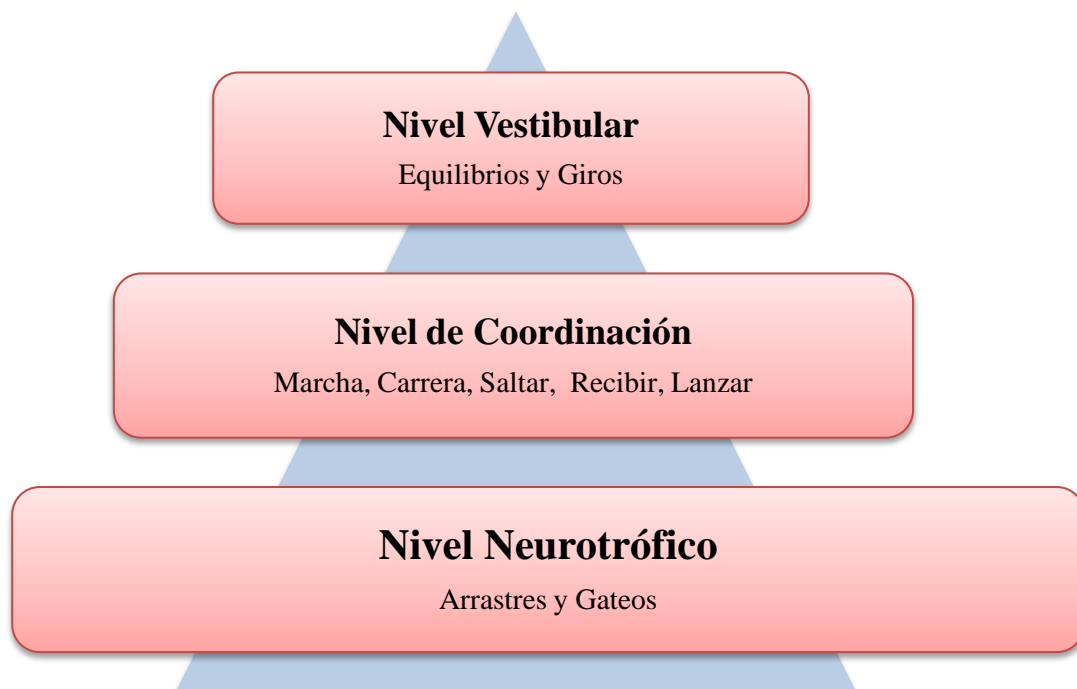 Nivel Vestibular
Equilibrios y Giros
Nivel de Coordinación
Marcha, Carrera, Saltar,  Recibir, Lanzar
Nivel Neurotrófico
Arrastres y Gateos